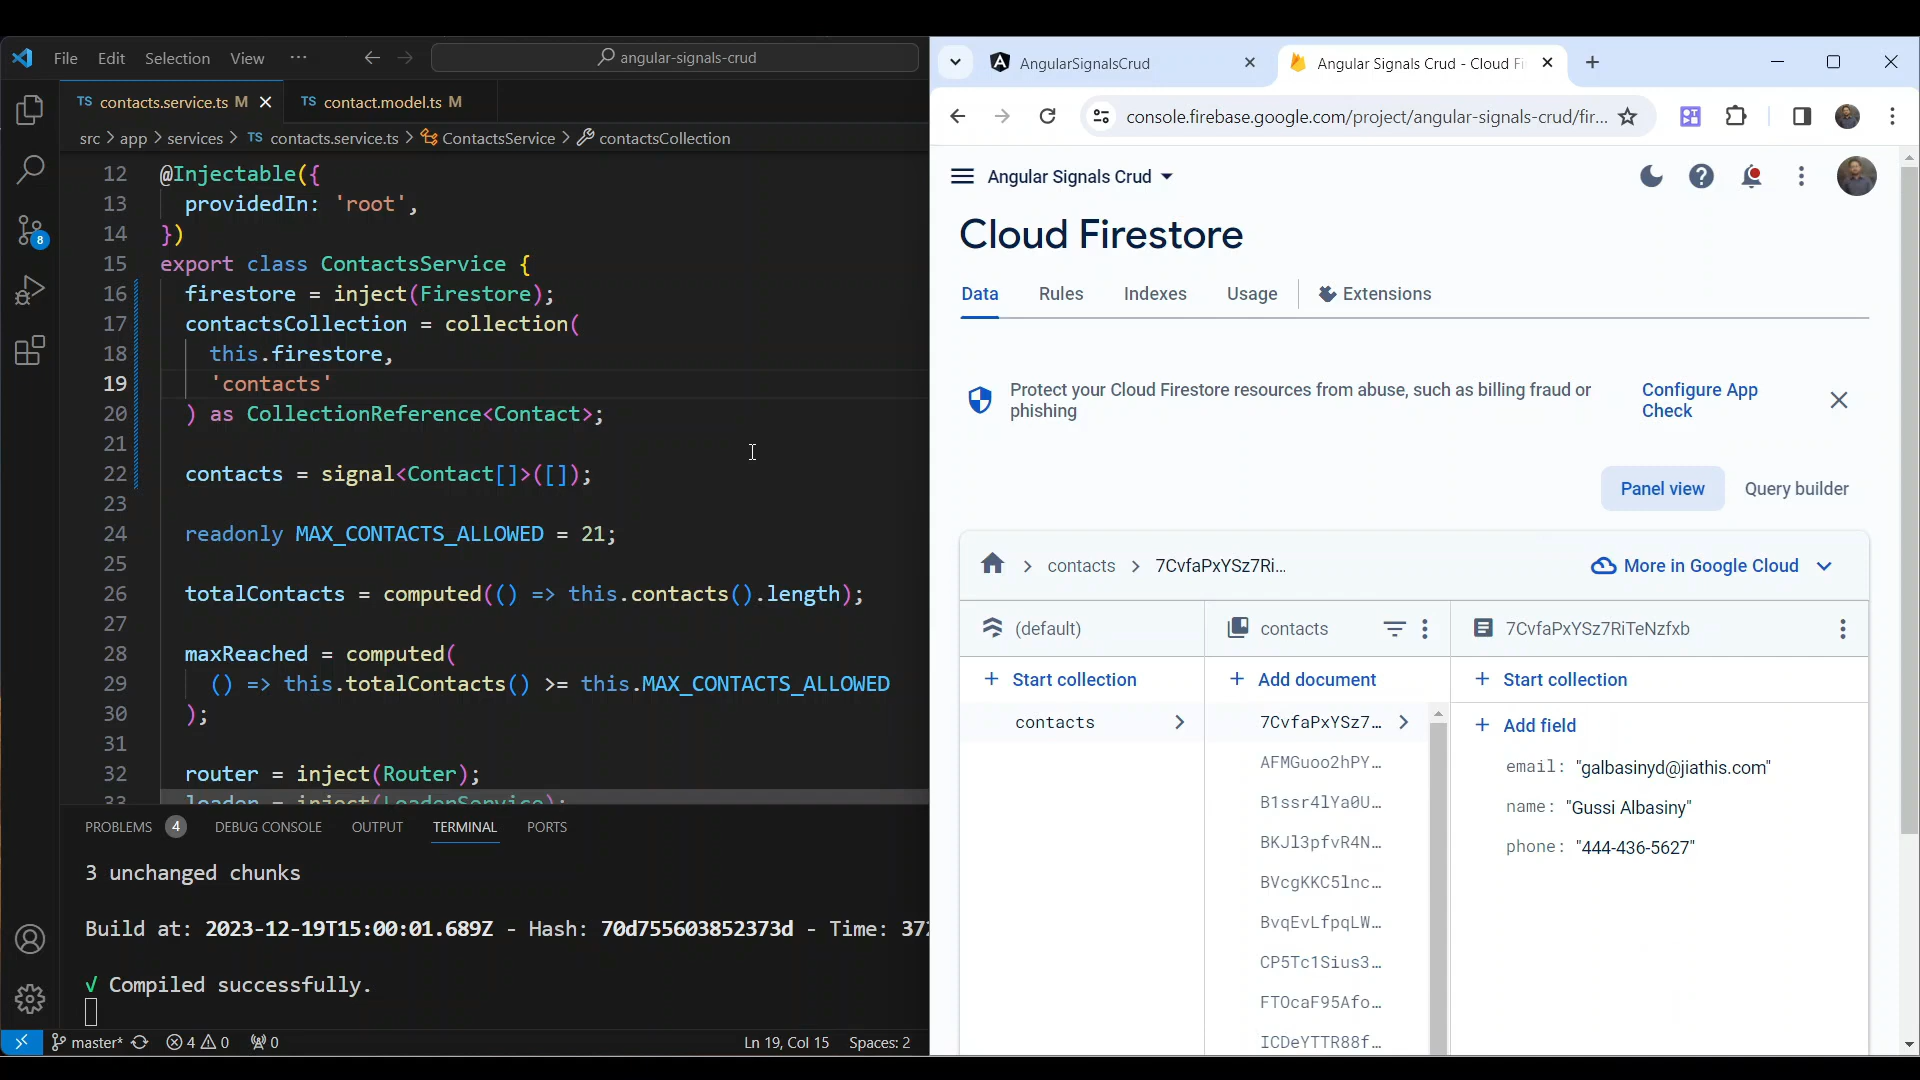 File Edit Selection View ··· angular-signals-crud
TS contacts.service.ts M TS contact.model.ts M
src > app > services > TS contacts.service.ts > ContactsService > contactsCollection
12 @Injectable({
13 providedIn: 'root',
14 })
15 export class ContactsService {
16 firestore = inject(Firestore);
17 contactsCollection = collection(
18 this.firestore,
19 'contacts'
20 ) as CollectionReference<Contact>;
21
22 contacts = signal<Contact[]>([]);
23
24 readonly MAX_CONTACTS_ALLOWED = 21;
25
26 totalContacts = computed(() => this.contacts().length);
27
28 maxReached = computed(
29 () => this.totalContacts() >= this.MAX_CONTACTS_ALLOWED
30 );
31
32 router = inject(Router);
33 loader = inject(LoaderService);
PROBLEMS 4 DEBUG CONSOLE OUTPUT TERMINAL PORTS
3 unchanged chunks
Build at: 2023-12-19T15:00:01.689Z - Hash: 70d755603852373d - Time: 37
√ Compiled successfully.
8
master* 4 0 0 Ln 19, Col 15 Spaces: 2
AngularSignalsCrud Angular Signals Crud - Cloud Fi
console.firebase.google.com/project/angular-signals-crud/fir...
Angular Signals Crud
Cloud Firestore
Data Rules Indexes Usage Extensions
Protect your Cloud Firestore resources from abuse, such as billing fraud or
phishing
Configure App
Check
Panel view Query builder
contacts > 7CvfaPxYSz7Ri...
More in Google Cloud
(default)
+ Start collection
contacts
contacts
+ Add document
7CvfaPxYSz7…
AFMGuoo2hPY…
B1ssr4lYa0U…
BKJl3pfvR4N…
BVcgKKC5lnc…
BvqEvLfpqLW…
CP5Tc1Sius3…
FTOcaF95Afo…
ICDeYTTR88f…
7CvfaPxYSz7RiTeNzfxb
+ Start collection
+ Add field
email: "galbasinyd@jiathis.com"
name: "Gussi Albasiny"
phone: "444-436-5627"